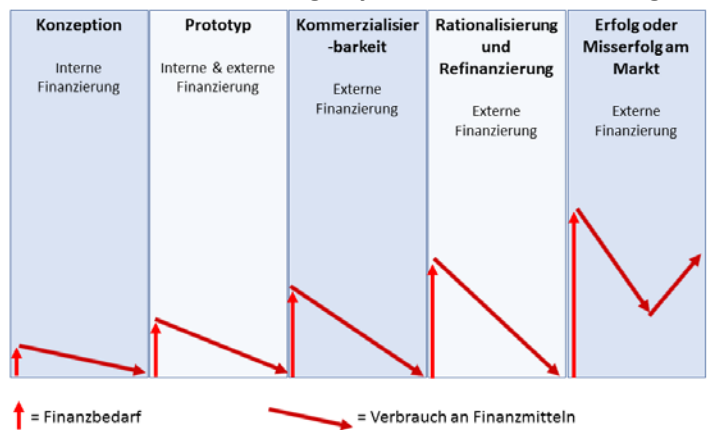 Konzeption
Interne
Finanzierung
Prototyp
Interne & externe
Finanzierung
Kommerzialisier
-barkeit
Externe
Finanzierung
Rationalisierung
und
Refinanzierung
Externe
Finanzierung
Erfolg oder
Misserfolg am
Markt
Externe
Finanzierung
= Finanzbedarf
= Verbrauch an Finanzmitteln